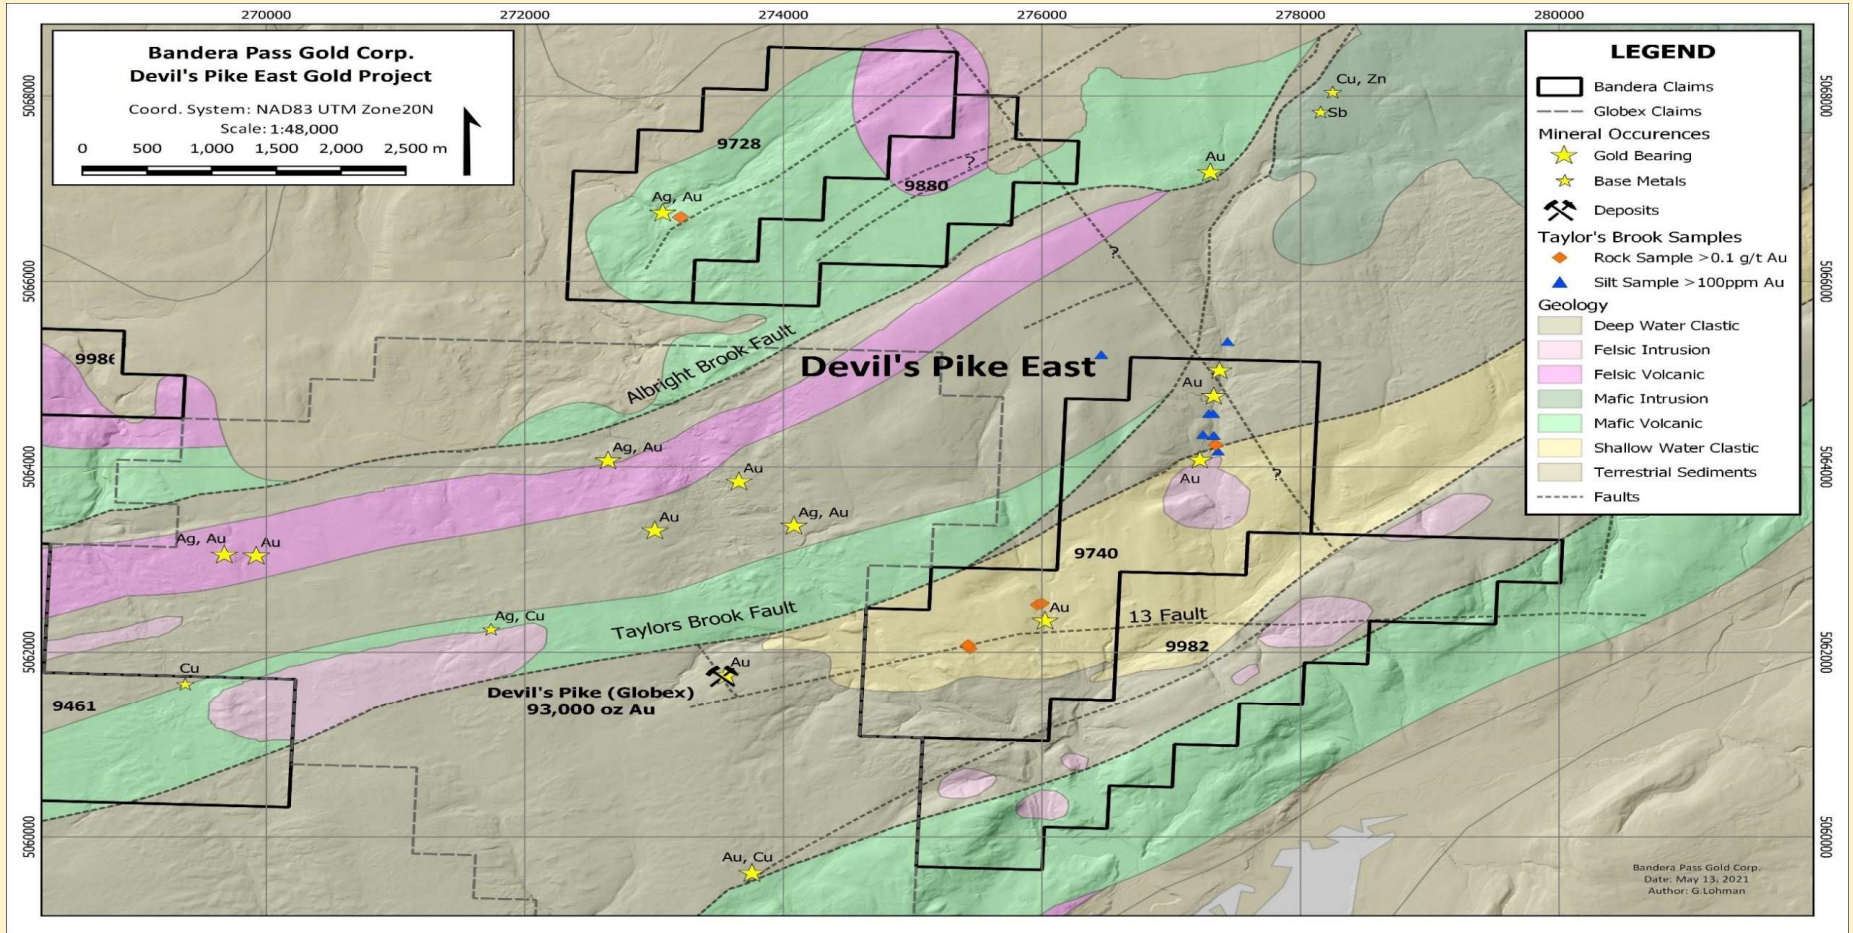 270000
272000
274000
276000
278000
280000
Bandera Pass Gold Corp.
Devil's Pike East Gold Project
Coord. System: NAD83 UTM Zone20N
Scale: 1:48,000
0 500 1,000 1,500 2,000 2,500 m
LEGEND
Bandera Claims
Globex Claims
Mineral Occurences
Gold Bearing
Base Metals
Deposits
Taylor's Brook Samples
Rock Sample >0.1 g/t Au
Silt Sample >100ppm Au
Geology
Deep Water Clastic
Felsic Intrusion
Felsic Volcanic
Mafic Intrusion
Mafic Volcanic
Shallow Water Clastic
Terrestrial Sediments
Faults
5068000
5066000
5064000
5062000
5060000
5068000
5066000
5064000
5062000
5060000
Cu, Zn
Sb
9728
Au
?
9880
Ag, Au
?
Albright Brook Fault
9986
Devil's Pike East
Au
Ag, Au
Au
Au
?
Ag, Au
Au
Ag, Au
Au
9740
Ag, Cu
Taylors Brook Fault
Au
13 Fault
9982
Cu
Au
Devil's Pike (Globex)
93,000 oz Au
9461
Au, Cu
Bandera Pass Gold Corp.
Date: May 13, 2021
Author: G.Lohman